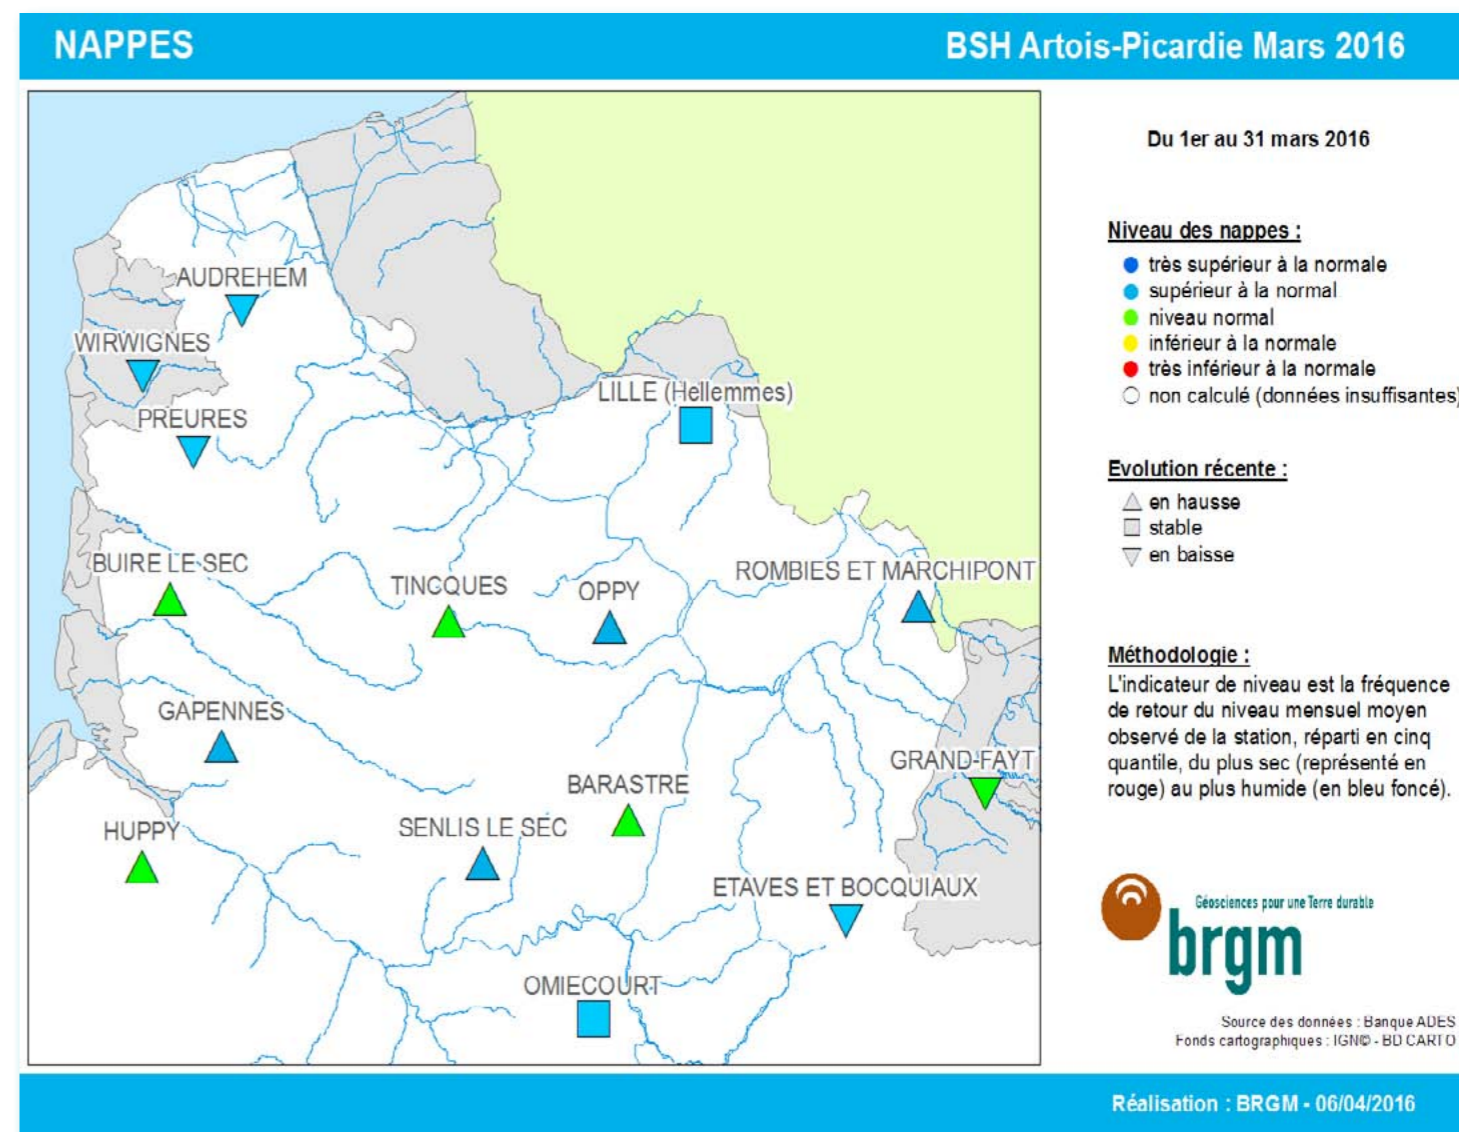 NAPPES
BSH Artois-Picardie Mars 2016
AUDREHEM
WIRWIGNES
PREURES
LILLE (Hellemmes)
BUIRE LE SEC
TINCQUES
OPPY
ROMBIES ET MARCHIPONT
GAPENNES
GRAND-FAYT
BARASTRE
HUPPY
SENLIS LE SEC
ETAVES ET BOCQUIAUX
OMIECOURT
Du 1er au 31 mars 2016
Niveau des nappes :
très supérieur à la normale
supérieur à la normal
niveau normal
inférieur à la normale
très inférieur à la normale
non calculé (données insuffisantes)
Evolution récente :
en hausse
stable
en baisse
Méthodologie :
L'indicateur de niveau est la fréquence
de retour du niveau mensuel moyen
observé de la station, réparti en cinq
quantile, du plus sec (représenté en
rouge) au plus humide (en bleu foncé).
Géosciences pour une Terre durable
brgm
Source des données : Banque ADES
Fonds cartographiques : IGN© - BD CARTO
Réalisation : BRGM - 06/04/2016